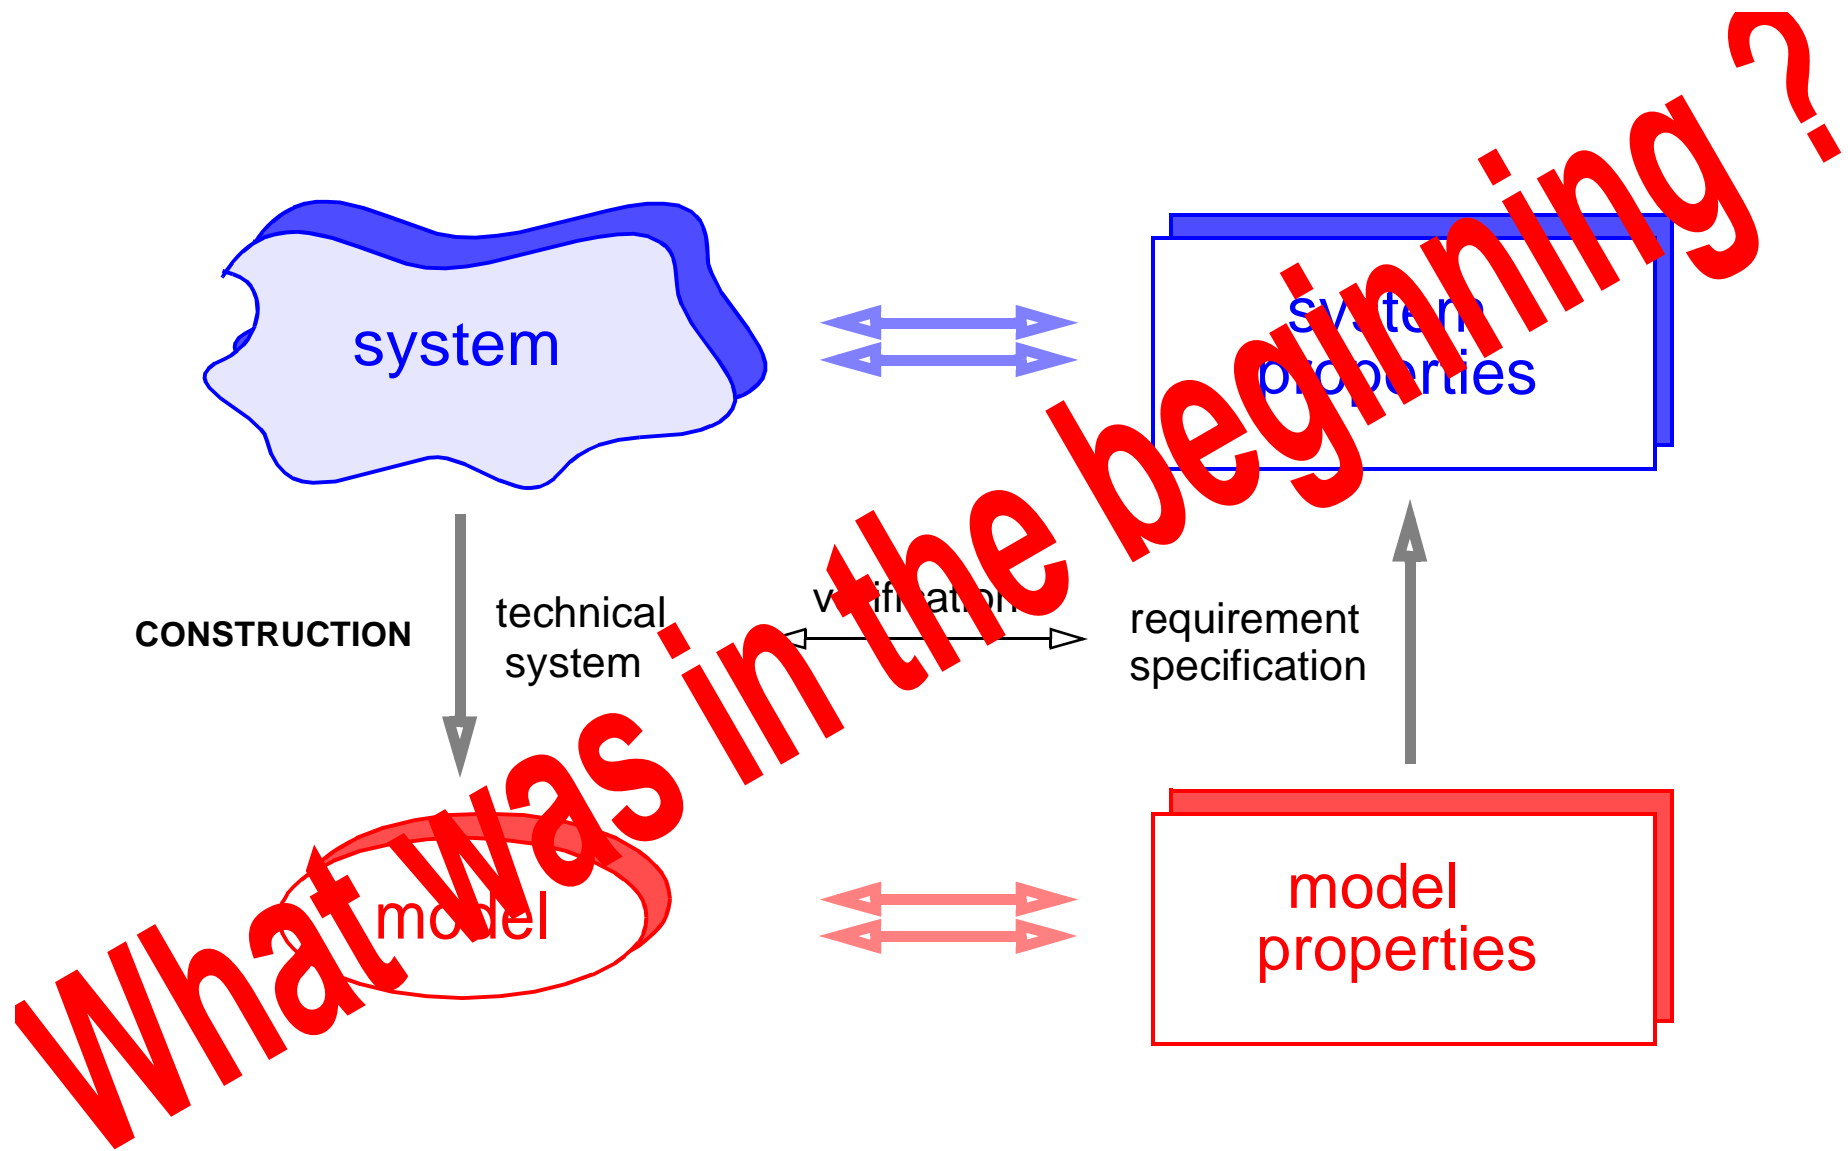 What was in the beginning ?
system
system
properties
CONSTRUCTION
technical
system
verification
requirement
specification
model
model
properties